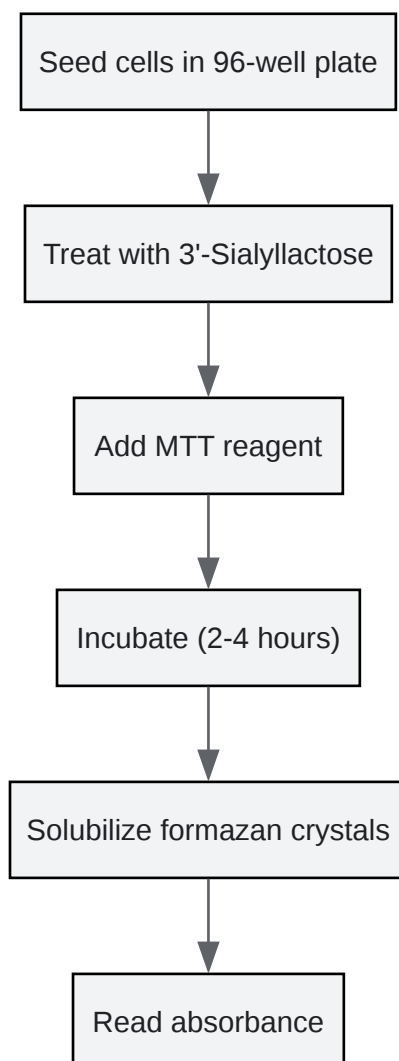 Seed cells in 96-well plate
Treat with 3'-Sialyllactose
Add MTT reagent
Incubate (2-4 hours)
Solubilize formazan crystals
Read absorbance